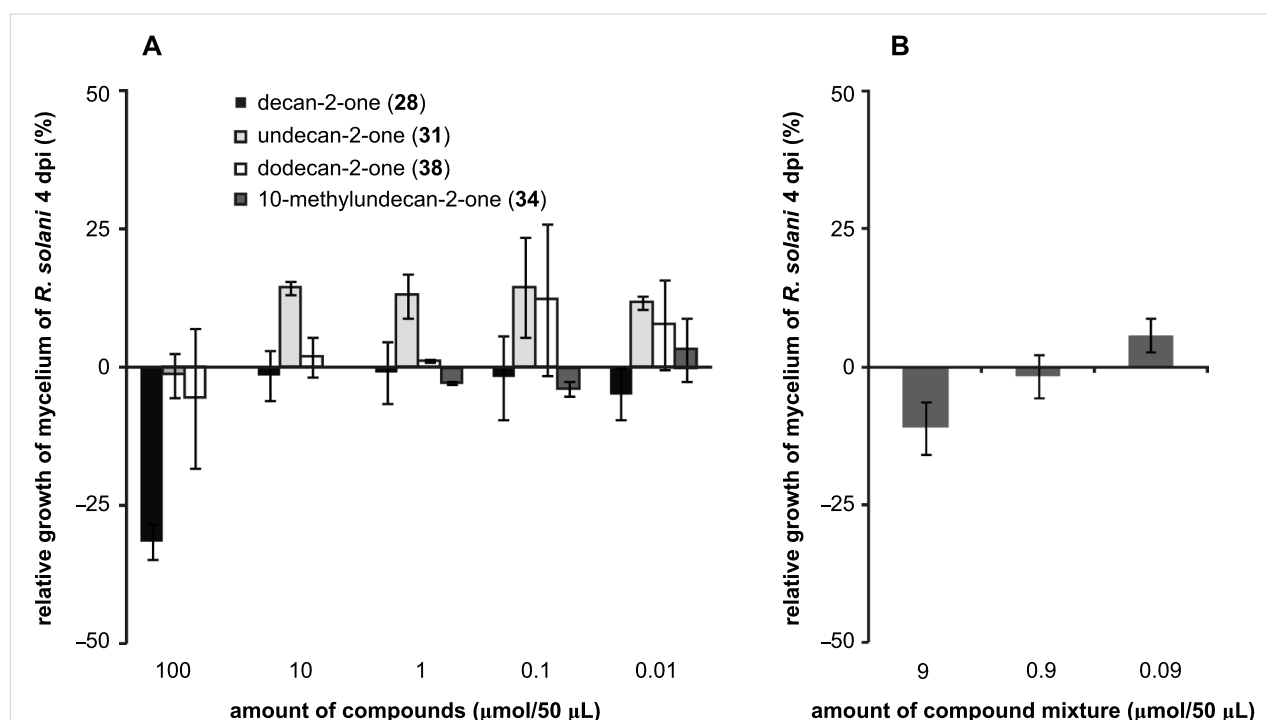 A
relative growth of mycelium of R. solani 4 dpi (%)
50
25
0
–25
–50
decan-2-one (28)
undecan-2-one (31)
dodecan-2-one (38)
10-methylundecan-2-one (34)
100 10 1 0.1 0.01
amount of compounds (μmol/50 μL)
B
relative growth of mycelium of R. solani 4 dpi (%)
50
25
0
–25
–50
9 0.9 0.09
amount of compound mixture (μmol/50 μL)